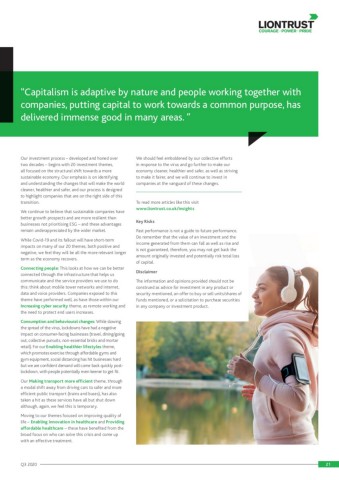 LIONTRUST
COURAGE · POWER · PRIDE
“Capitalism is adaptive by nature and people working together with
companies, putting capital to work towards a common purpose, has
delivered immense good in many areas. ”
Our investment process – developed and honed over
two decades – begins with 20 investment themes,
all focused on the structural shift towards a more
sustainable economy. Our emphasis is on identifying
and understanding the changes that will make the world
cleaner, healthier and safer, and our process is designed
to highlight companies that are on the right side of this
transition.
We continue to believe that sustainable companies have
better growth prospects and are more resilient than
businesses not prioritising ESG – and these advantages
remain underappreciated by the wider market.
While Covid-19 and its fallout will have short-term
impacts on many of our 20 themes, both positive and
negative, we feel they will be all the more relevant longer
term as the economy recovers.
Connecting people: This looks at how we can be better
connected through the infrastructure that helps us
communicate and the service providers we use to do
this: think about mobile tower networks and internet,
data and voice providers. Companies exposed to this
theme have performed well, as have those within our
Increasing cyber security theme, as remote working and
the need to protect end users increases.
Consumption and behavioural changes: While slowing
the spread of the virus, lockdowns have had a negative
impact on consumer-facing businesses (travel, dining/going
out, collective pursuits, non-essential bricks and mortar
retail). For our Enabling healthier lifestyles theme,
which promotes exercise through affordable gyms and
gym equipment, social distancing has hit businesses hard
but we are confident demand will come back quickly post-
lockdown, with people potentially even keener to get fit.
Our Making transport more efficient theme, through
a modal shift away from driving cars to safer and more
efficient public transport (trains and buses), has also
taken a hit as these services have all but shut down
although, again, we feel this is temporary.
Moving to our themes focused on improving quality of
life – Enabling innovation in healthcare and Providing
affordable healthcare – these have benefited from the
broad focus on who can solve this crisis and come up
with an effective treatment.
We should feel emboldened by our collective efforts
in response to the virus and go further to make our
economy cleaner, healthier and safer, as well as striving
to make it fairer, and we will continue to invest in
companies at the vanguard of these changes.
To read more articles like this visit
www.liontrust.co.uk/insights
Key Risks
Past performance is not a guide to future performance.
Do remember that the value of an investment and the
income generated from them can fall as well as rise and
is not guaranteed, therefore, you may not get back the
amount originally invested and potentially risk total loss
of capital.
Disclaimer
The information and opinions provided should not be
construed as advice for investment in any product or
security mentioned, an offer to buy or sell units/shares of
funds mentioned, or a solicitation to purchase securities
in any company or investment product.
Q3 2020
21